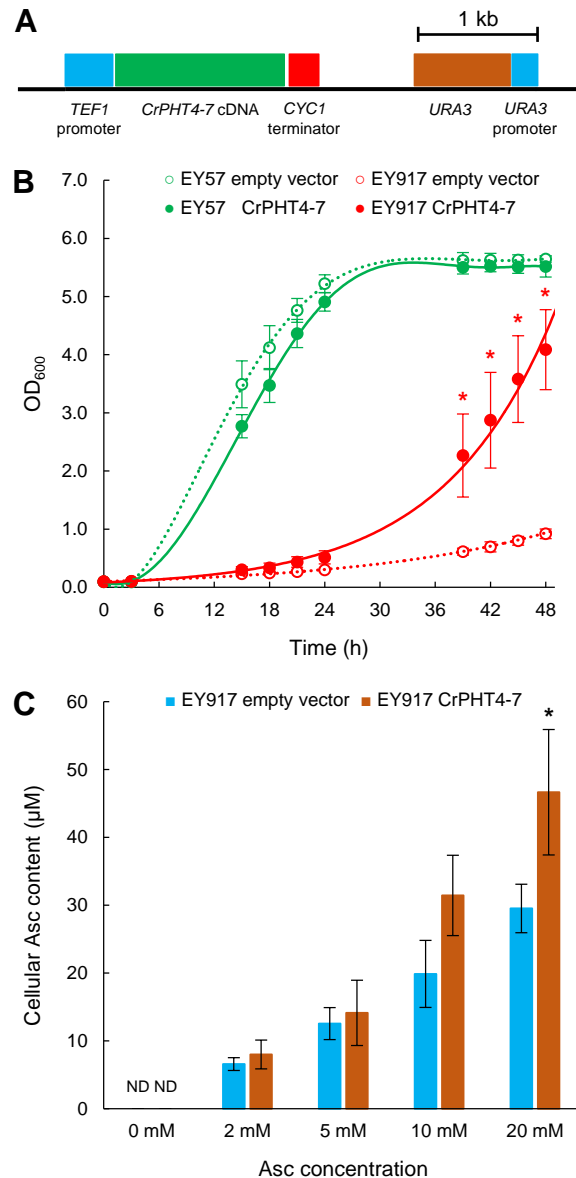 A
1 kb
TEF1 promoter
CrPHT4-7 cDNA
CYC1 terminator
URA3
URA3 promoter
B
EY57 empty vector
EY917 empty vector
EY57 CrPHT4-7
EY917 CrPHT4-7
7.0
6.0
5.0
4.0
3.0
2.0
1.0
0.0
OD600
* * * *
0 6 12 18 24 30 36 42 48
Time (h)
C
EY917 empty vector
EY917 CrPHT4-7
*
60
50
40
30
20
10
0
Cellular Asc content (µM)
ND ND
0 mM 2 mM 5 mM 10 mM 20 mM
Asc concentration